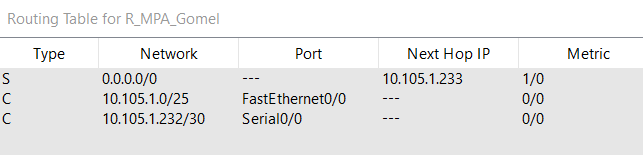 Routing Table for R_MPA_Gomel
Type Network Port Next Hop IP Metric
S 0.0.0.0/0 --- 10.105.1.233 1/0
C 10.105.1.0/25 FastEthernet0/0 --- 0/0
C 10.105.1.232/30 Serial0/0 --- 0/0